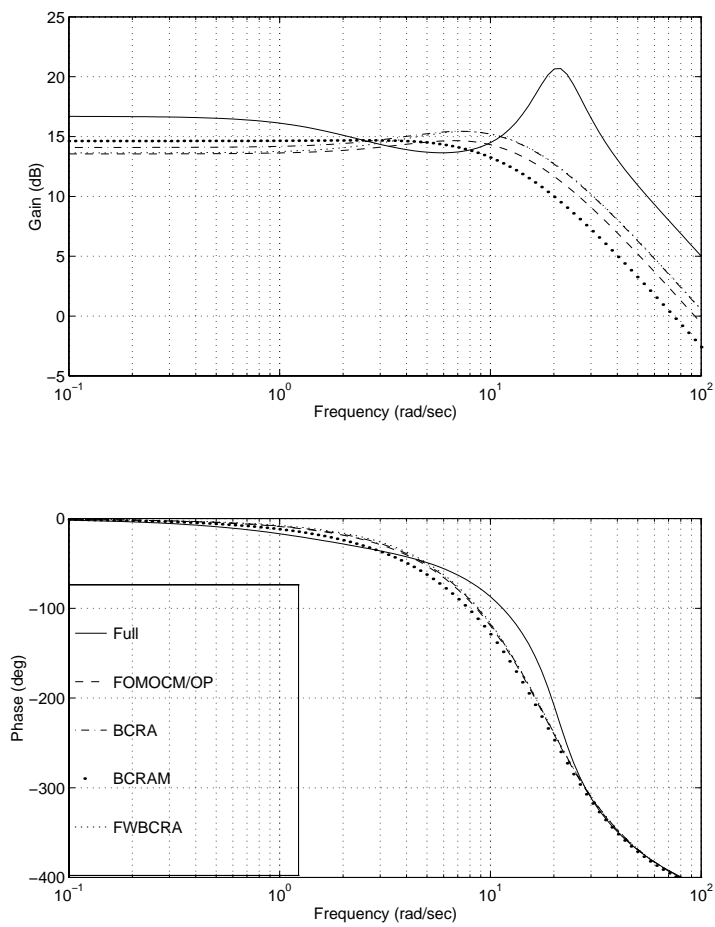 25
20
15
10
5
0
−5
Gain (dB)
10^−1
10^0
10^1
10^2
Frequency (rad/sec)
0
−100
−200
−300
−400
Phase (deg)
Full
FOMOCM/OP
BCRA
BCRAM
FWBCRA
10^−1
10^0
10^1
10^2
Frequency (rad/sec)